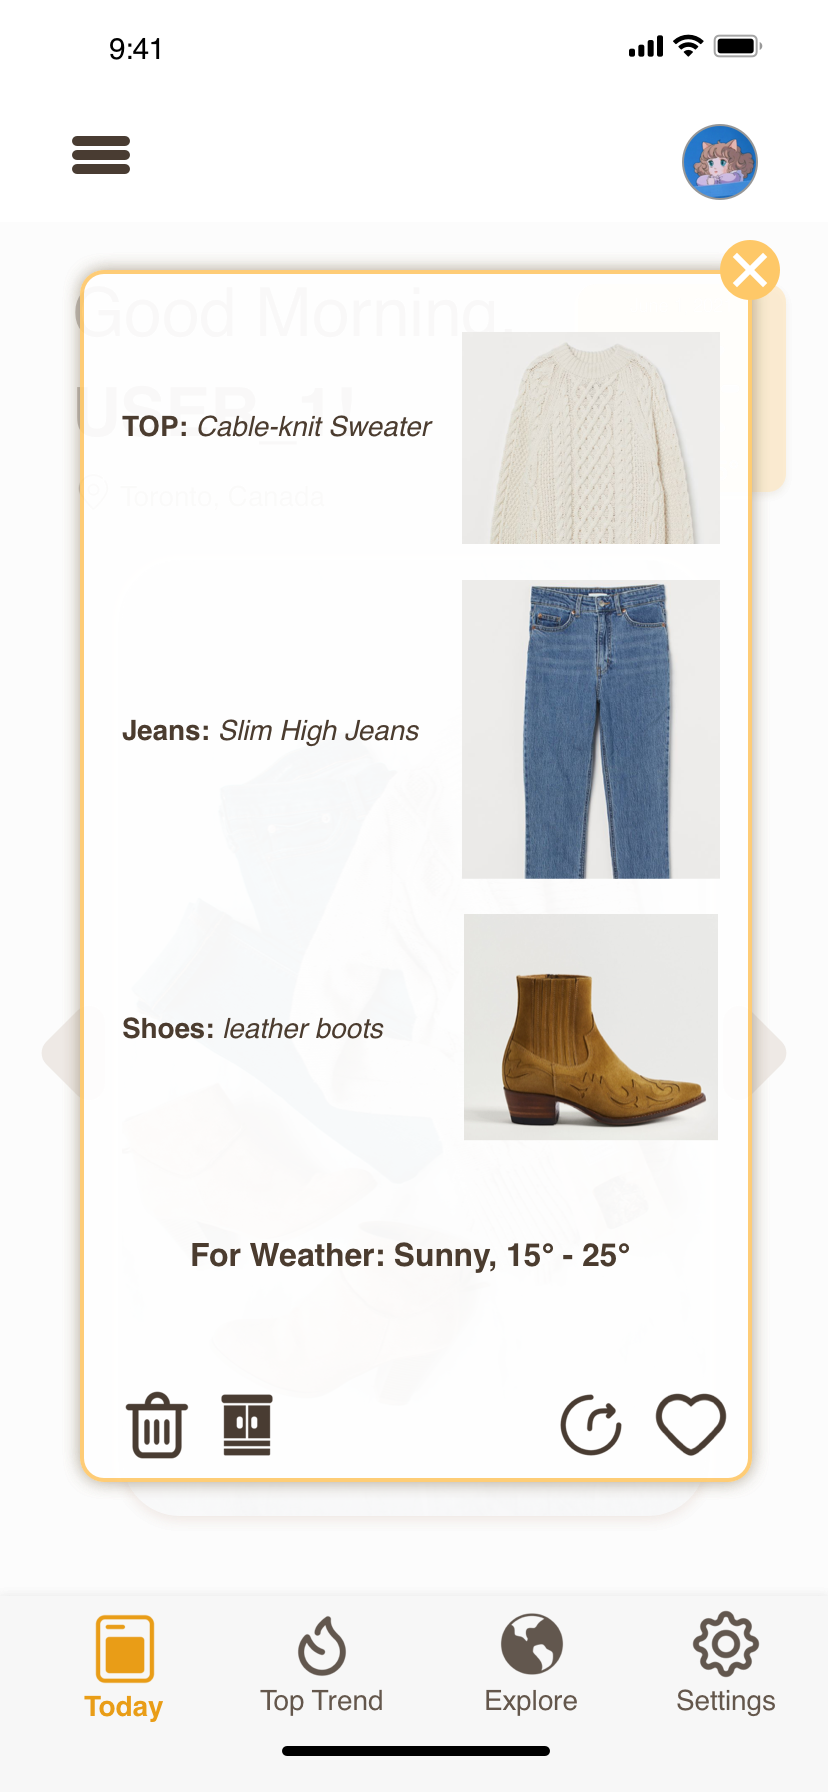 9:41
Good Morning,
USER_1!
TOP: Cable-knit Sweater
Toronto, Canada
Jeans: Slim High Jeans
Shoes: leather boots
For Weather: Sunny, 15° - 25°
Today
Top Trend
Explore
Settings